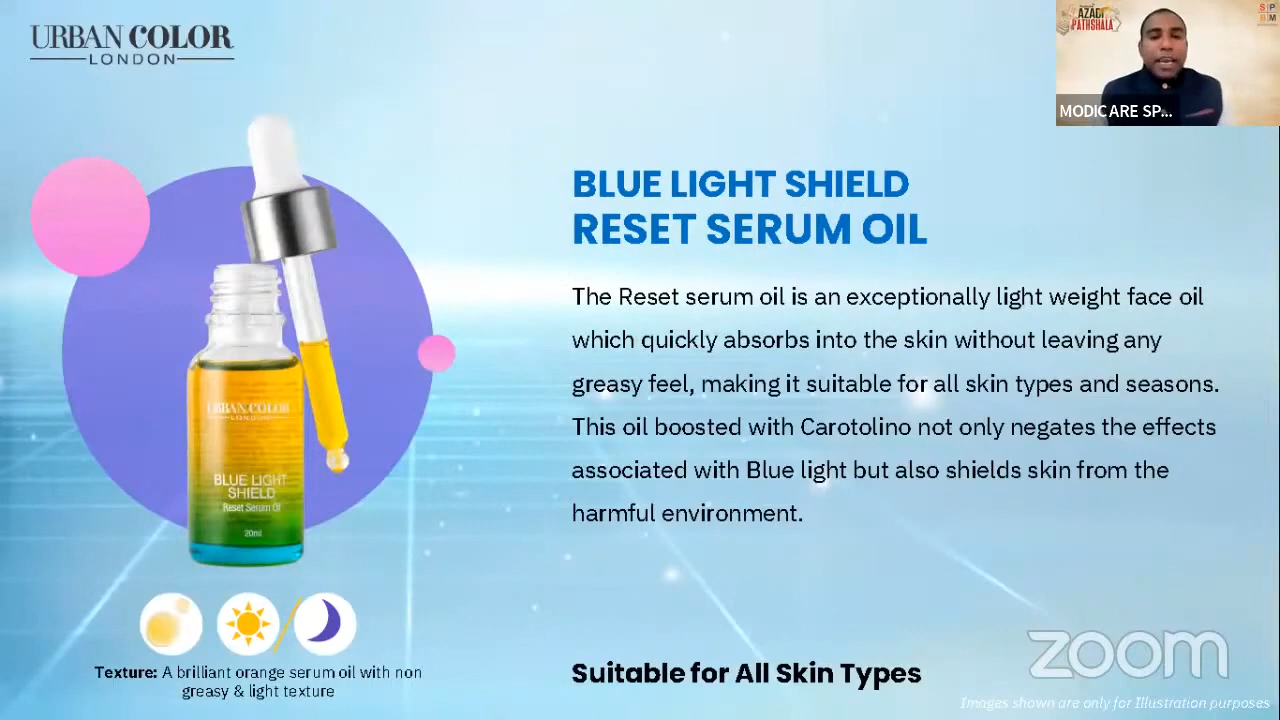 URBAN COLOR
LONDON
AZADI
PATHSHALA
S P
B M
MODICARE SP...
BLUE LIGHT SHIELD
RESET SERUM OIL
The Reset serum oil is an exceptionally light weight face oil
which quickly absorbs into the skin without leaving any
greasy feel, making it suitable for all skin types and seasons.
This oil boosted with Carotolino not only negates the effects
associated with Blue light but also shields skin from the
harmful environment.
URBAN COLOR
LONDON
BLUE LIGHT
SHIELD
Reset Serum Oil
20ml
Texture: A brilliant orange serum oil with non
greasy & light texture
Suitable for All Skin Types
zoom
Images shown are only for Illustration purposes